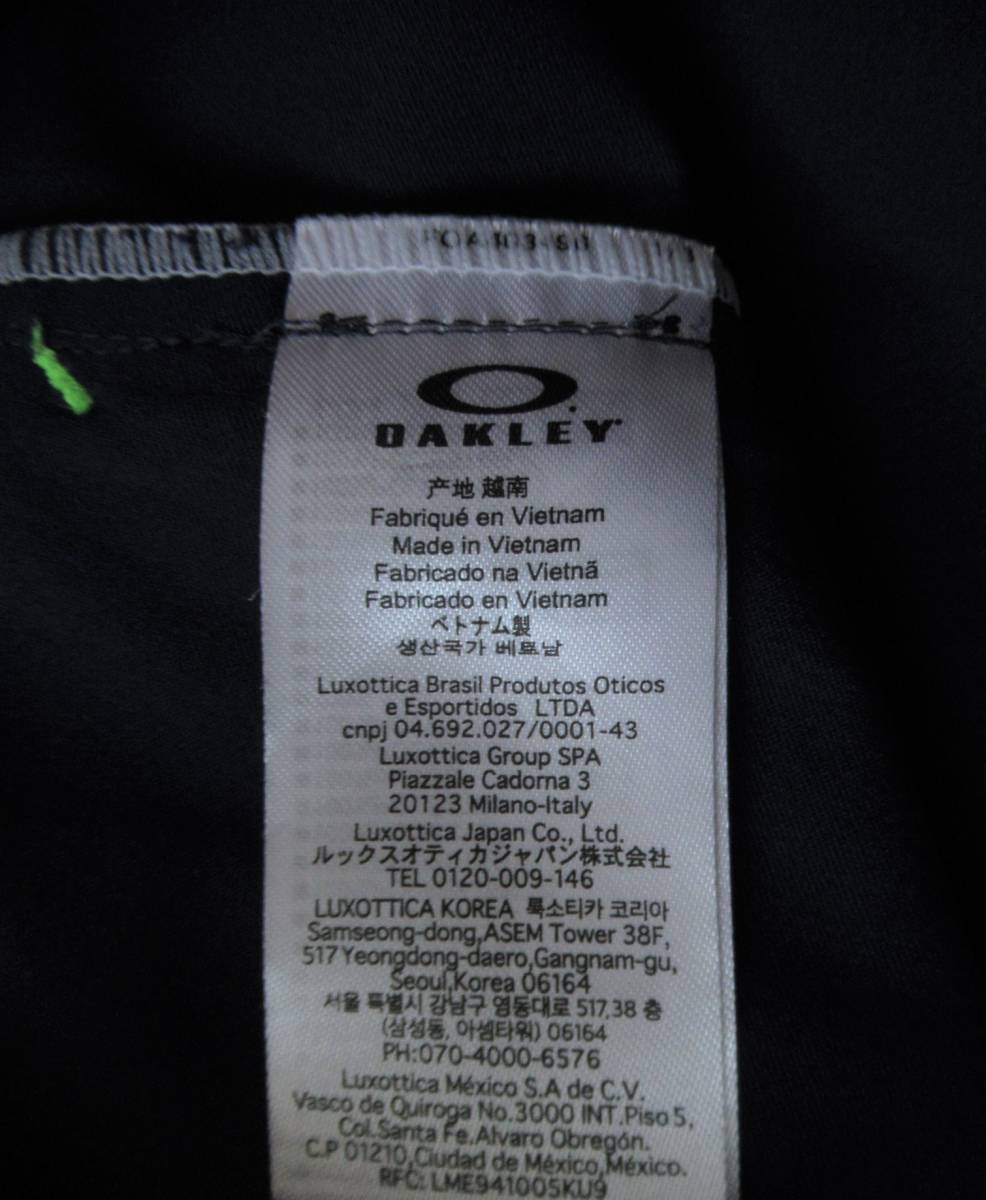 OAKLEY
产地 越南
Fabriqué en Vietnam
Made in Vietnam
Fabricado na Vietnã
Fabricado en Vietnam
ベトナム製
생산국가 베트남
Luxottica Brasil Produtos Oticos
e Esportidos LTDA
cnpj 04.692.027/0001-43
Luxottica Group SPA
Piazzale Cadorna 3
20123 Milano-Italy
Luxottica Japan Co., Ltd.
ルックスオティカジャパン株式会社
TEL 0120-009-146
LUXOTTICA KOREA 룩소티카 코리아
Samseong-dong,ASEM Tower 38F,
517 Yeongdong-daero,Gangnam-gu,
Seoul,Korea 06164
서울 특별시 강남구 영동대로 517,38 층
(삼성동, 아셈타워) 06164
PH:070-4000-6576
Luxottica México S.A de C.V.
Vasco de Quiroga No.3000 INT.Piso 5,
Col.Santa Fe.Alvaro Obregón.
C.P 01210,Ciudad de México,México.
RFC: LME941005KU9